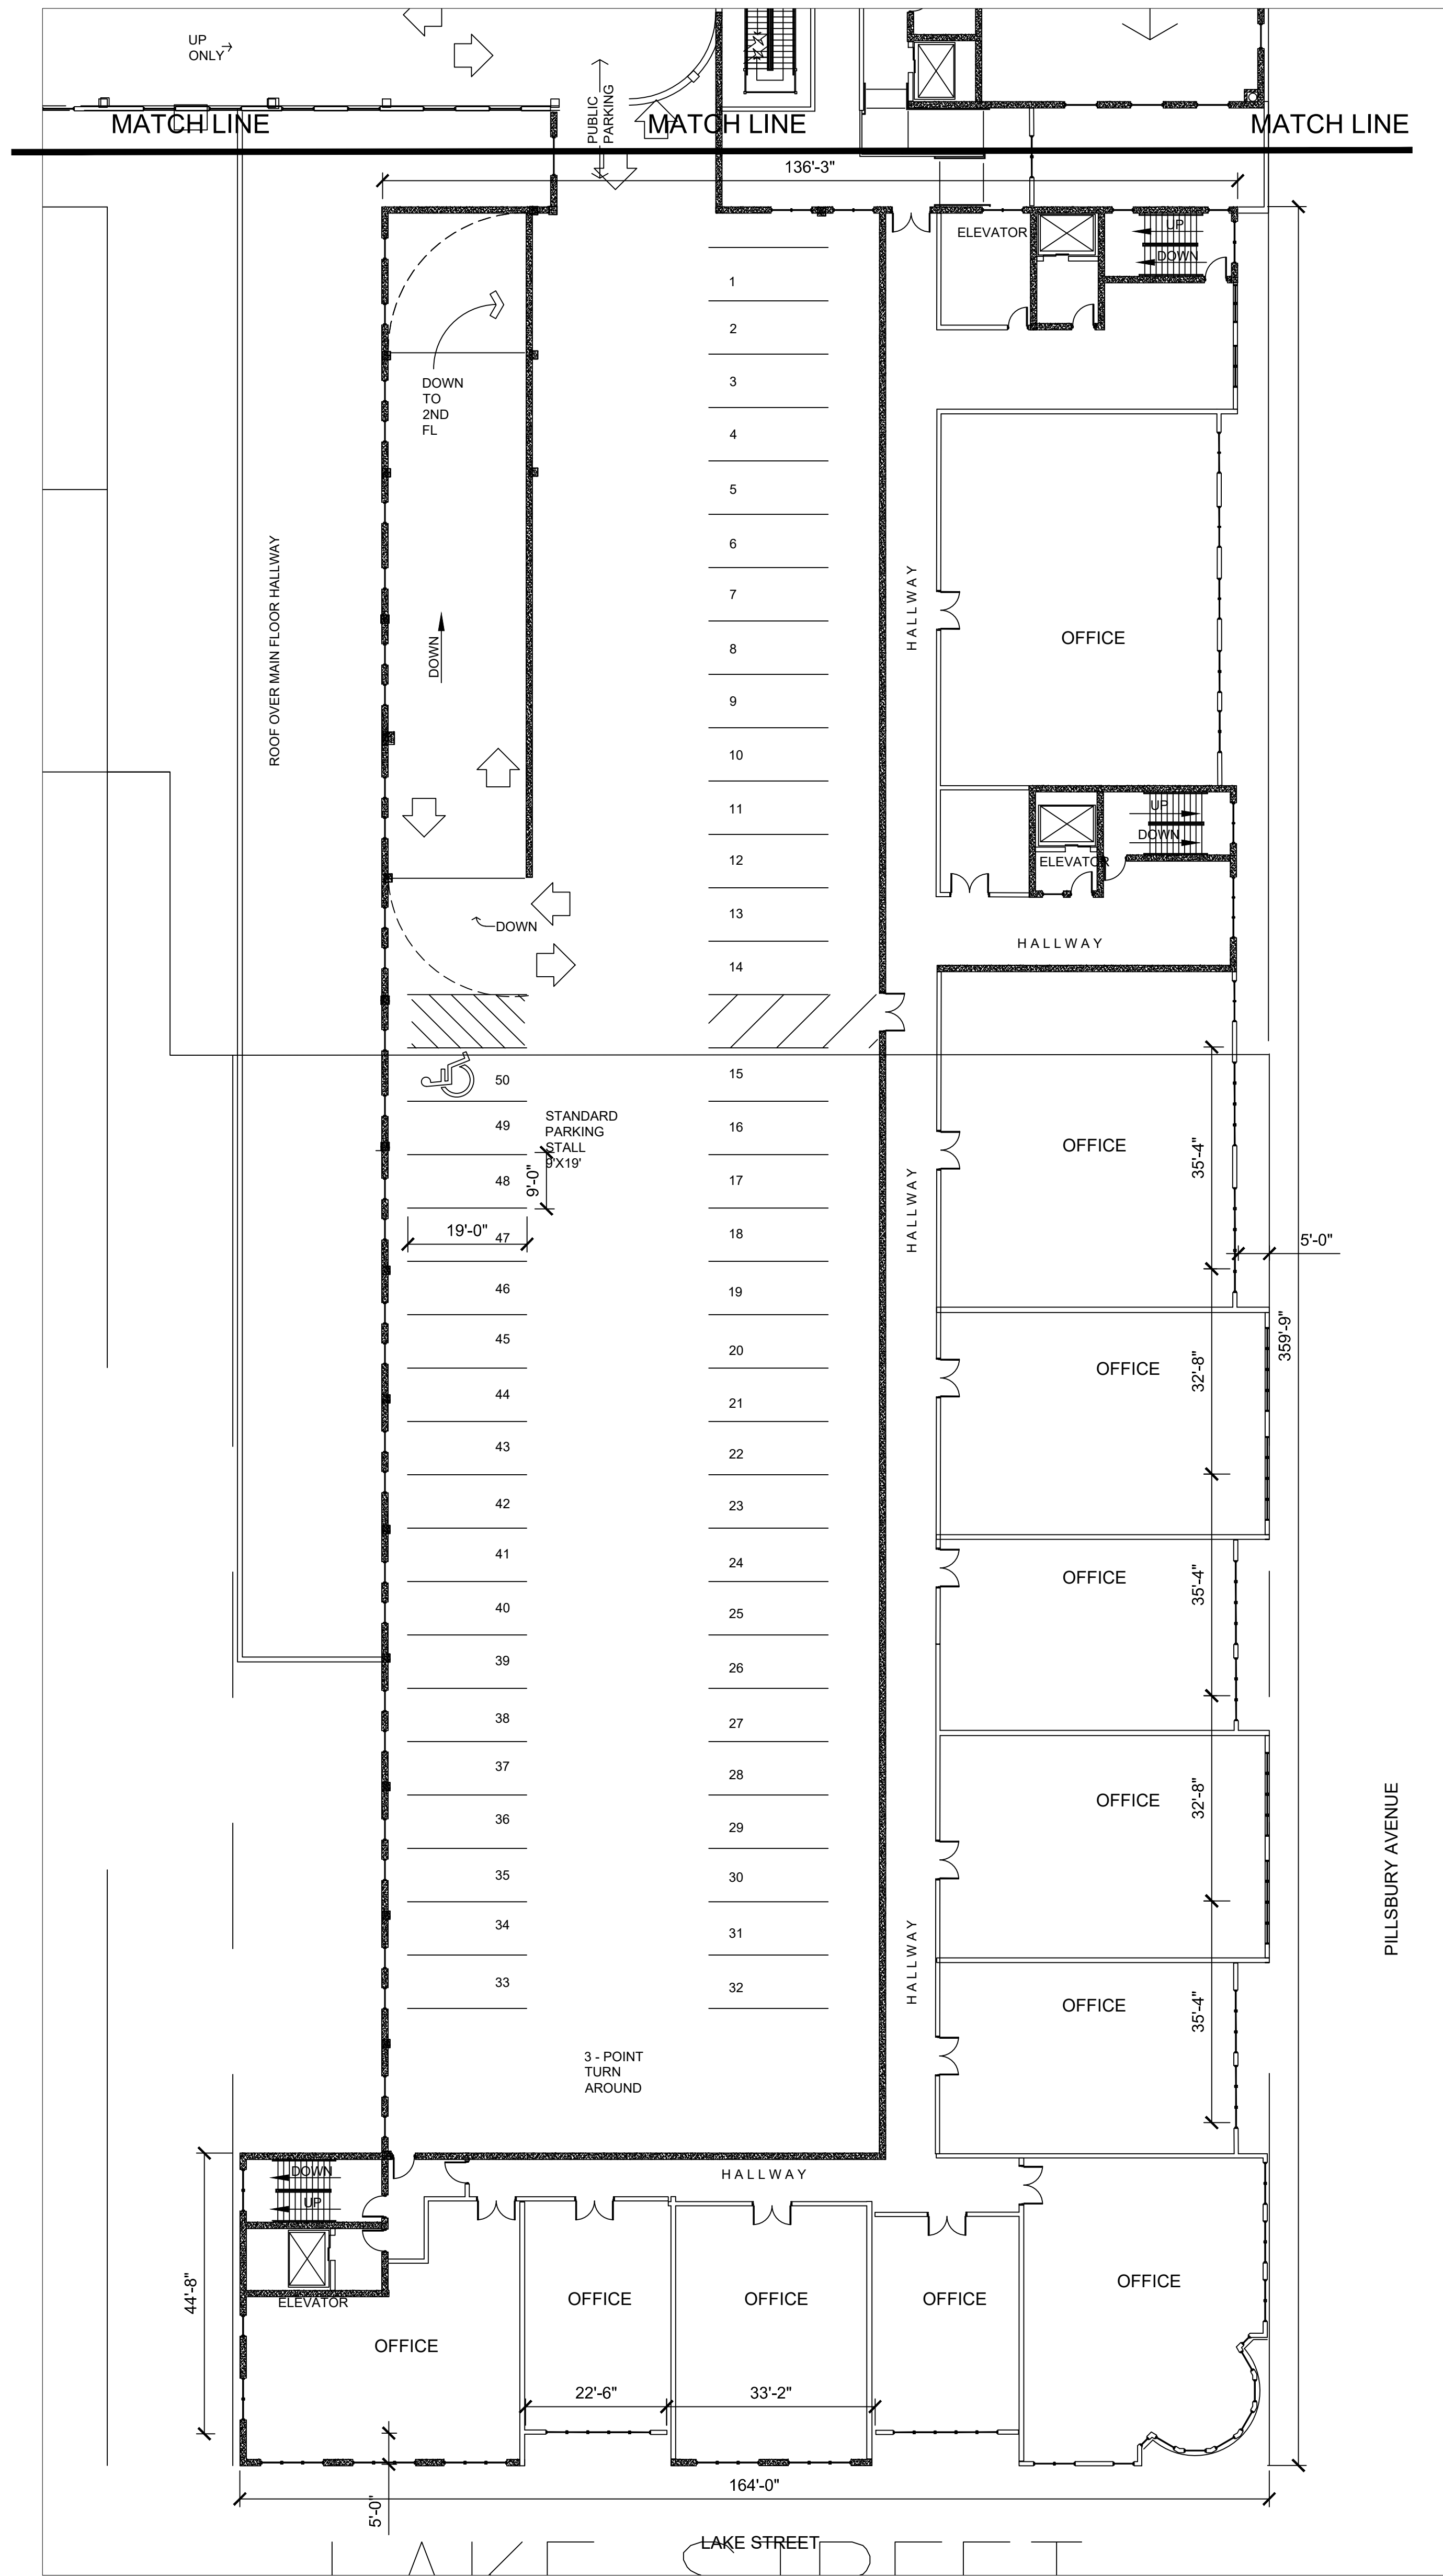 UP
ONLY
PUBLIC
PARKING
MATCH LINE
MATCH LINE
MATCH LINE
136'-3"
ELEVATOR
UP
DOWN
1
2
3
4
5
6
7
8
9
10
11
12
13
14
DOWN
TO
2ND
FL
ROOF OVER MAIN FLOOR HALLWAY
DOWN
HALLWAY
OFFICE
UP
DOWN
ELEVATOR
DOWN
HALLWAY
50
49
48
47
46
45
44
43
42
41
40
39
38
37
36
35
34
33
STANDARD
PARKING
STALL
9'X19'
9'-0"
19'-0"
15
16
17
18
19
20
21
22
23
24
25
26
27
28
29
30
31
32
HALLWAY
OFFICE
35'-4"
5'-0"
359'-9"
OFFICE
32'-8"
OFFICE
35'-4"
OFFICE
32'-8"
PILLSBURY AVENUE
HALLWAY
OFFICE
35'-4"
3 - POINT
TURN
AROUND
DOWN
UP
HALLWAY
44'-8"
ELEVATOR
OFFICE
OFFICE
OFFICE
OFFICE
OFFICE
22'-6"
33'-2"
164'-0"
5'-0"
LAKE STREET
LAKE STREET